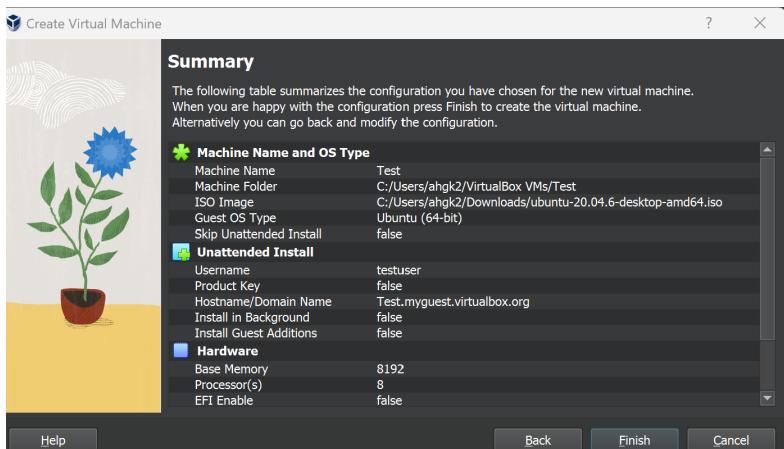 Create Virtual Machine
Summary
The following table summarizes the configuration you have chosen for the new virtual machine.
When you are happy with the configuration press Finish to create the virtual machine.
Alternatively you can go back and modify the configuration.
Machine Name and OS Type
Machine Name Test
Machine Folder C:/Users/ahgk2/VirtualBox VMs/Test
ISO Image C:/Users/ahgk2/Downloads/ubuntu-20.04.6-desktop-amd64.iso
Guest OS Type Ubuntu (64-bit)
Skip Unattended Install false
Unattended Install
Username testuser
Product Key false
Hostname/Domain Name Test.myguest.virtualbox.org
Install in Background false
Install Guest Additions false
Hardware
Base Memory 8192
Processor(s) 8
EFI Enable false
Help Back Finish Cancel